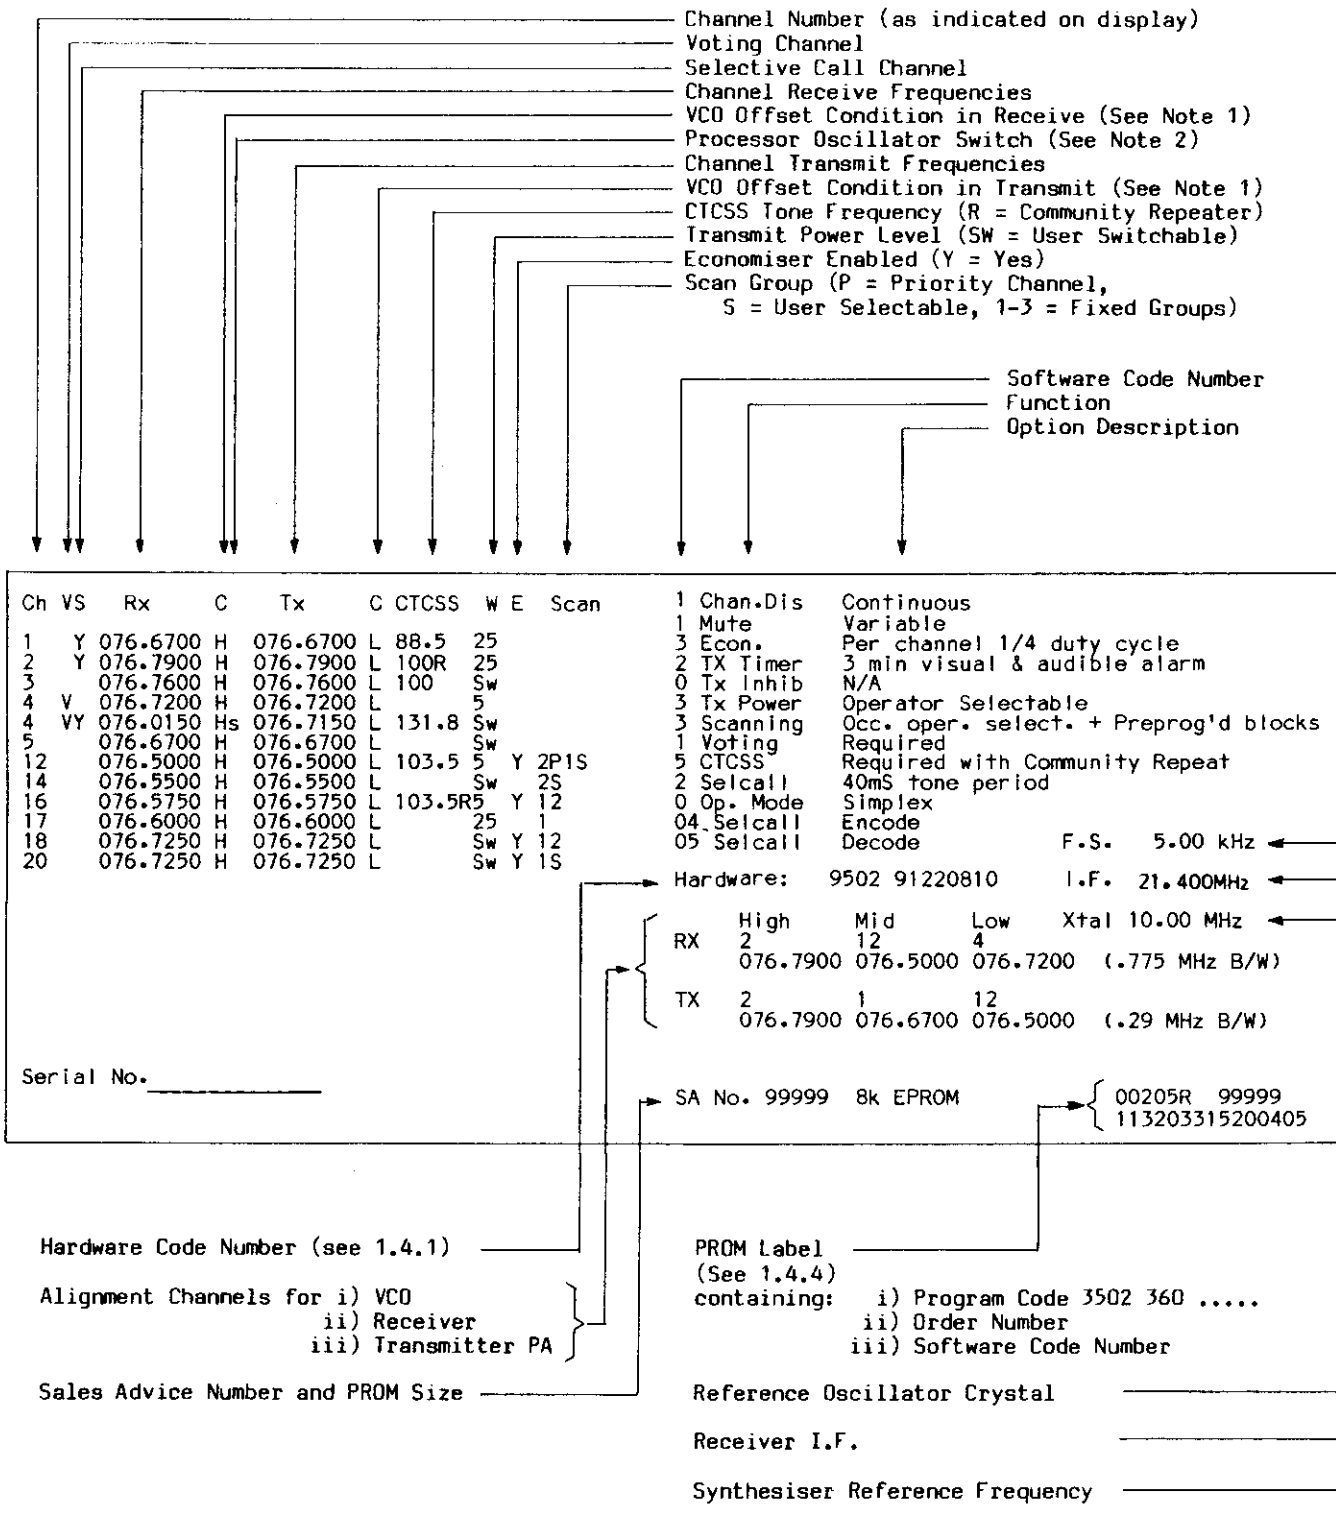 Channel Number (as indicated on display)
Voting Channel
Selective Call Channel
Channel Receive Frequencies
VCO Offset Condition in Receive (See Note 1)
Processor Oscillator Switch (See Note 2)
Channel Transmit Frequencies
VCO Offset Condition in Transmit (See Note 1)
CTCSS Tone Frequency (R = Community Repeater)
Transmit Power Level (SW = User Switchable)
Economiser Enabled (Y = Yes)
Scan Group (P = Priority Channel,
S = User Selectable, 1-3 = Fixed Groups)
Software Code Number
Function
Option Description
Ch VS Rx C Tx C CTCSS W E Scan
1 Y 076.6700 H 076.6700 L 88.5 25
2 Y 076.7900 H 076.7900 L 100R 25
3 076.7600 H 076.7600 L 100 Sw
4 V 076.7200 H 076.7200 L 5
4 VY 076.0150 Hs 076.7150 L 131.8 Sw
5 076.6700 H 076.6700 L Sw
12 076.5000 H 076.5000 L 103.5 5 Y 2P1S
14 076.5500 H 076.5500 L Sw 2S
16 076.5750 H 076.5750 L 103.5R5 Y 12
17 076.6000 H 076.6000 L 25 1
18 076.7250 H 076.7250 L Sw Y 12
20 076.7250 H 076.7250 L Sw Y 1S
1 Chan.Dis Continuous
1 Mute Variable
3 Econ. Per channel 1/4 duty cycle
2 TX Timer 3 min visual & audible alarm
0 Tx Inhib N/A
3 Tx Power Operator Selectable
3 Scanning Occ. oper. select. + Preprog'd blocks
1 Voting Required
5 CTCSS Required with Community Repeat
2 Selcall 40mS tone period
0 Op. Mode Simplex
04 Selcall Encode
05 Selcall Decode F.S. 5.00 kHz
Hardware: 9502 91220810 I.F. 21.400MHz
High Mid Low Xtal 10.00 MHz
RX 2 12 4
076.7900 076.5000 076.7200 (.775 MHz B/W)
TX 2 1 12
076.7900 076.6700 076.5000 (.29 MHz B/W)
Serial No.
SA No. 99999 8k EPROM
00205R 99999
113203315200405
Hardware Code Number (see 1.4.1)
Alignment Channels for i) VCO
ii) Receiver
iii) Transmitter PA
Sales Advice Number and PROM Size
PROM Label
(See 1.4.4)
containing: i) Program Code 3502 360 .....
ii) Order Number
iii) Software Code Number
Reference Oscillator Crystal
Receiver I.F.
Synthesiser Reference Frequency